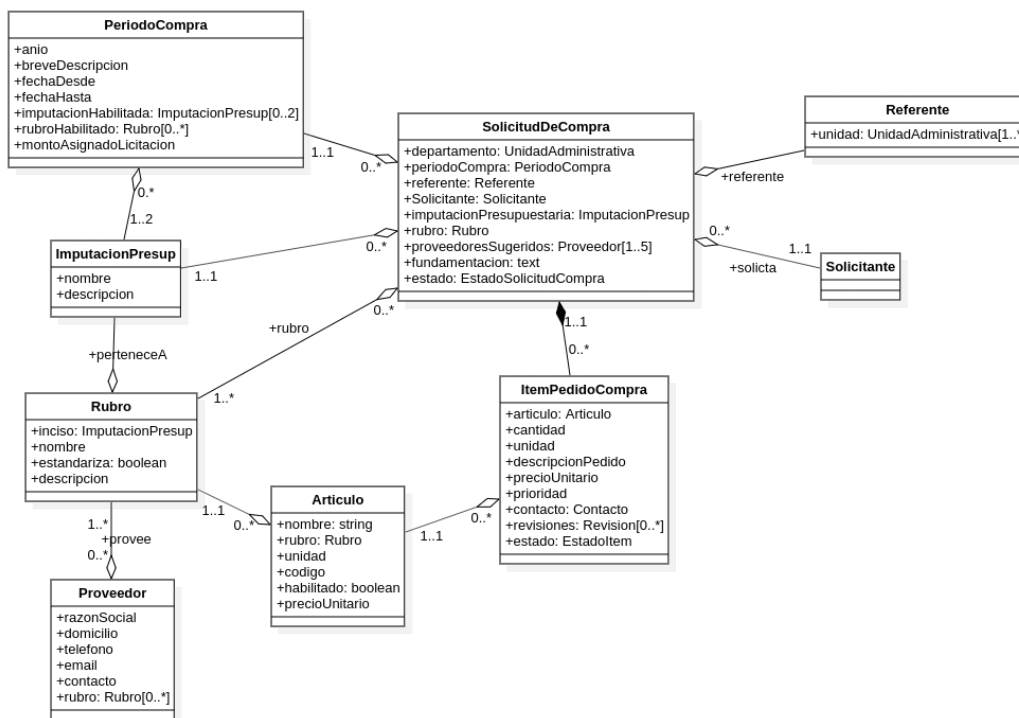 PeriodoCompra
+anio
+breveDescripcion
+fechaDesde
+fechaHasta
+imputacionHabilitada: ImputacionPresup[0..2]
+rubroHabilitado: Rubro[0..*]
+montoAsignadoLicitacion
1..1
0..*
SolicitudDeCompra
+departamento: UnidadAdministrativa
+periodoCompra: PeriodoCompra
+referente: Referente
+Solicitante: Solicitante
+imputacionPresupuestaria: ImputacionPresup
+rubro: Rubro
+proveedoresSugeridos: Proveedor[1..5]
+fundamentacion: text
+estado: EstadoSolicitudCompra
Referente
+unidad: UnidadAdministrativa[1..*
+referente
0..*
1..1
+solicta
Solicitante
0.*
1..2
ImputacionPresup
+nombre
+descripcion
1..1
0..*
+perteneceA
+rubro
0..*
1..*
1..1
0..*
Rubro
+inciso: ImputacionPresup
+nombre
+estandariza: boolean
+descripcion
ItemPedidoCompra
+articulo: Articulo
+cantidad
+unidad
+descripcionPedido
+precioUnitario
+prioridad
+contacto: Contacto
+revisiones: Revision[0..*]
+estado: EstadoItem
1..1
0..*
Articulo
+nombre: string
+rubro: Rubro
+unidad
+codigo
+habilitado: boolean
+precioUnitario
1..1
0..*
1..*
+provee
0..*
Proveedor
+razonSocial
+domicilio
+telefono
+email
+contacto
+rubro: Rubro[0..*]